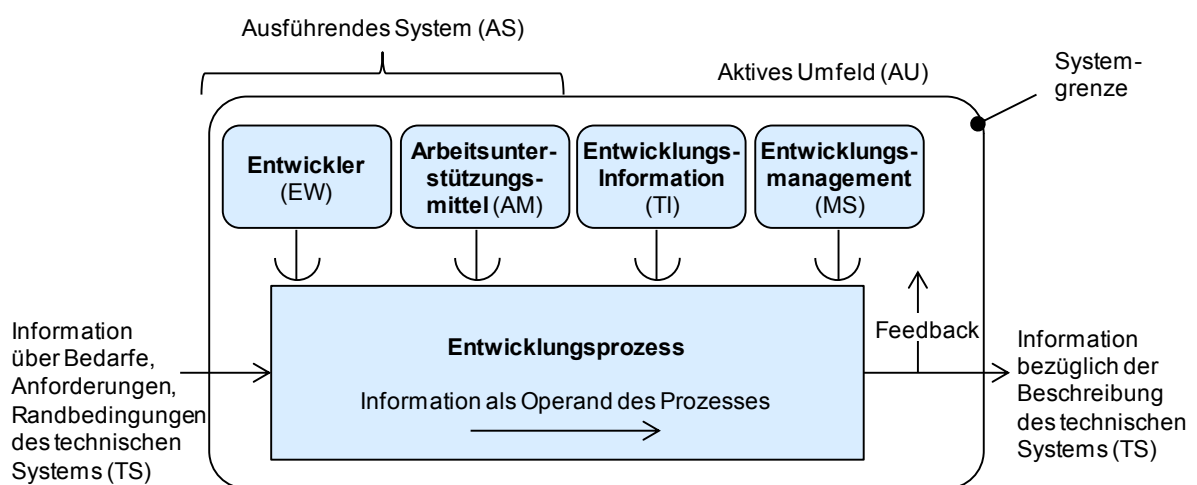 Ausführendes System (AS)
Aktives Umfeld (AU)
System-
grenze
Entwickler
(EW)
Arbeitsunter-
stützungs-
mittel (AM)
Entwicklungs-
Information
(TI)
Entwicklungs-
management
(MS)
Information
über Bedarfe,
Anforderungen,
Randbedingungen
des technischen
Systems (TS)
Entwicklungsprozess
Information als Operand des Prozesses
Feedback
Information
bezüglich der
Beschreibung
des technischen
Systems (TS)